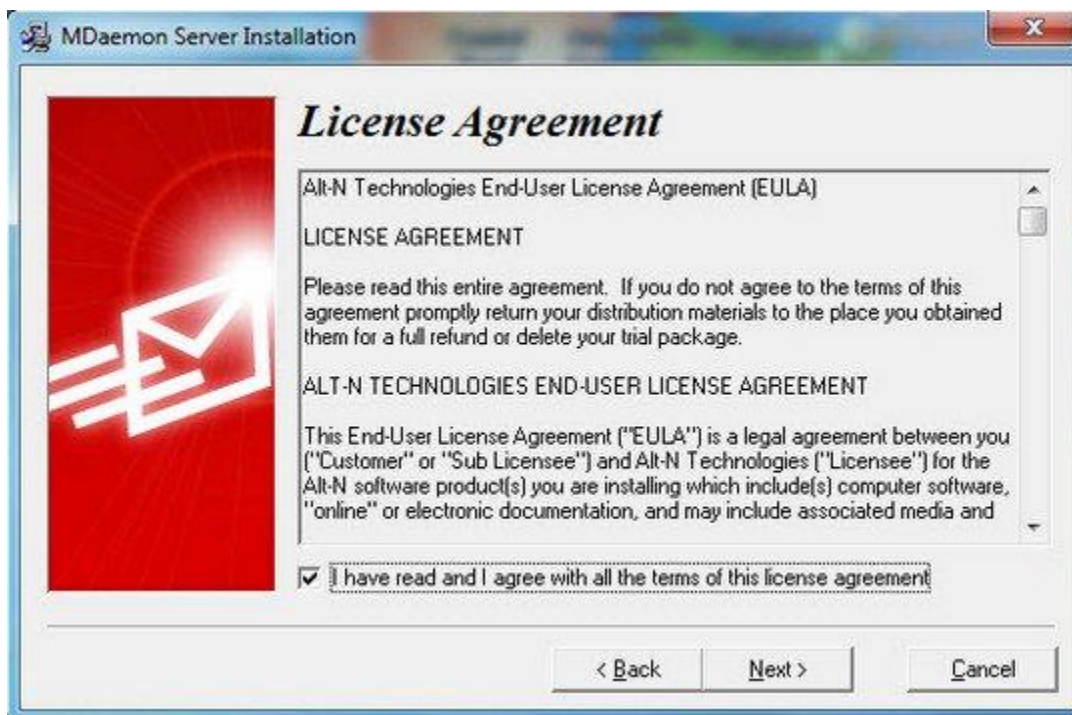 MDaemon Server Installation
License Agreement
Alt-N Technologies End-User License Agreement (EULA)
LICENSE AGREEMENT
Please read this entire agreement.  If you do not agree to the terms of this
agreement promptly return your distribution materials to the place you obtained
them for a full refund or delete your trial package.
ALT-N TECHNOLOGIES END-USER LICENSE AGREEMENT
This End-User License Agreement ("EULA") is a legal agreement between you
("Customer" or "Sub Licensee") and Alt-N Technologies ("Licensee") for the
Alt-N software product(s) you are installing which include(s) computer software,
"online" or electronic documentation, and may include associated media and
I have read and I agree with all the terms of this license agreement
< Back
Next >
Cancel